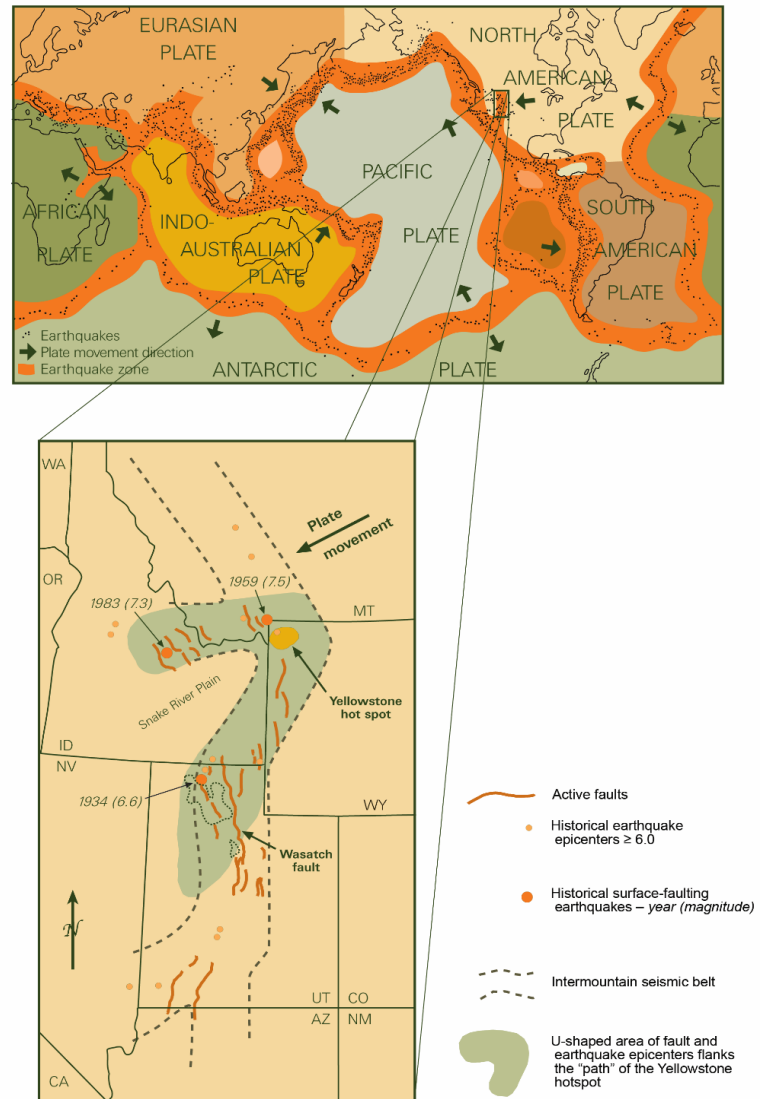 EURASIAN
PLATE
NORTH
AMERICAN
PLATE
PACIFIC
PLATE
AFRICAN
PLATE
INDO-
AUSTRALIAN
PLATE
SOUTH
AMERICAN
PLATE
Earthquakes
Plate movement direction
Earthquake zone
ANTARCTIC PLATE
WA
OR
Plate
movement
1959 (7.5)
1983 (7.3)
MT
Snake River Plain
Yellowstone
hot spot
ID
NV
1934 (6.6)
WY
Wasatch
fault
N
UT CO
AZ NM
CA
Active faults
Historical earthquake
epicenters ≥ 6.0
Historical surface-faulting
earthquakes – year (magnitude)
Intermountain seismic belt
U-shaped area of fault and
earthquake epicenters flanks
the “path” of the Yellowstone
hotspot